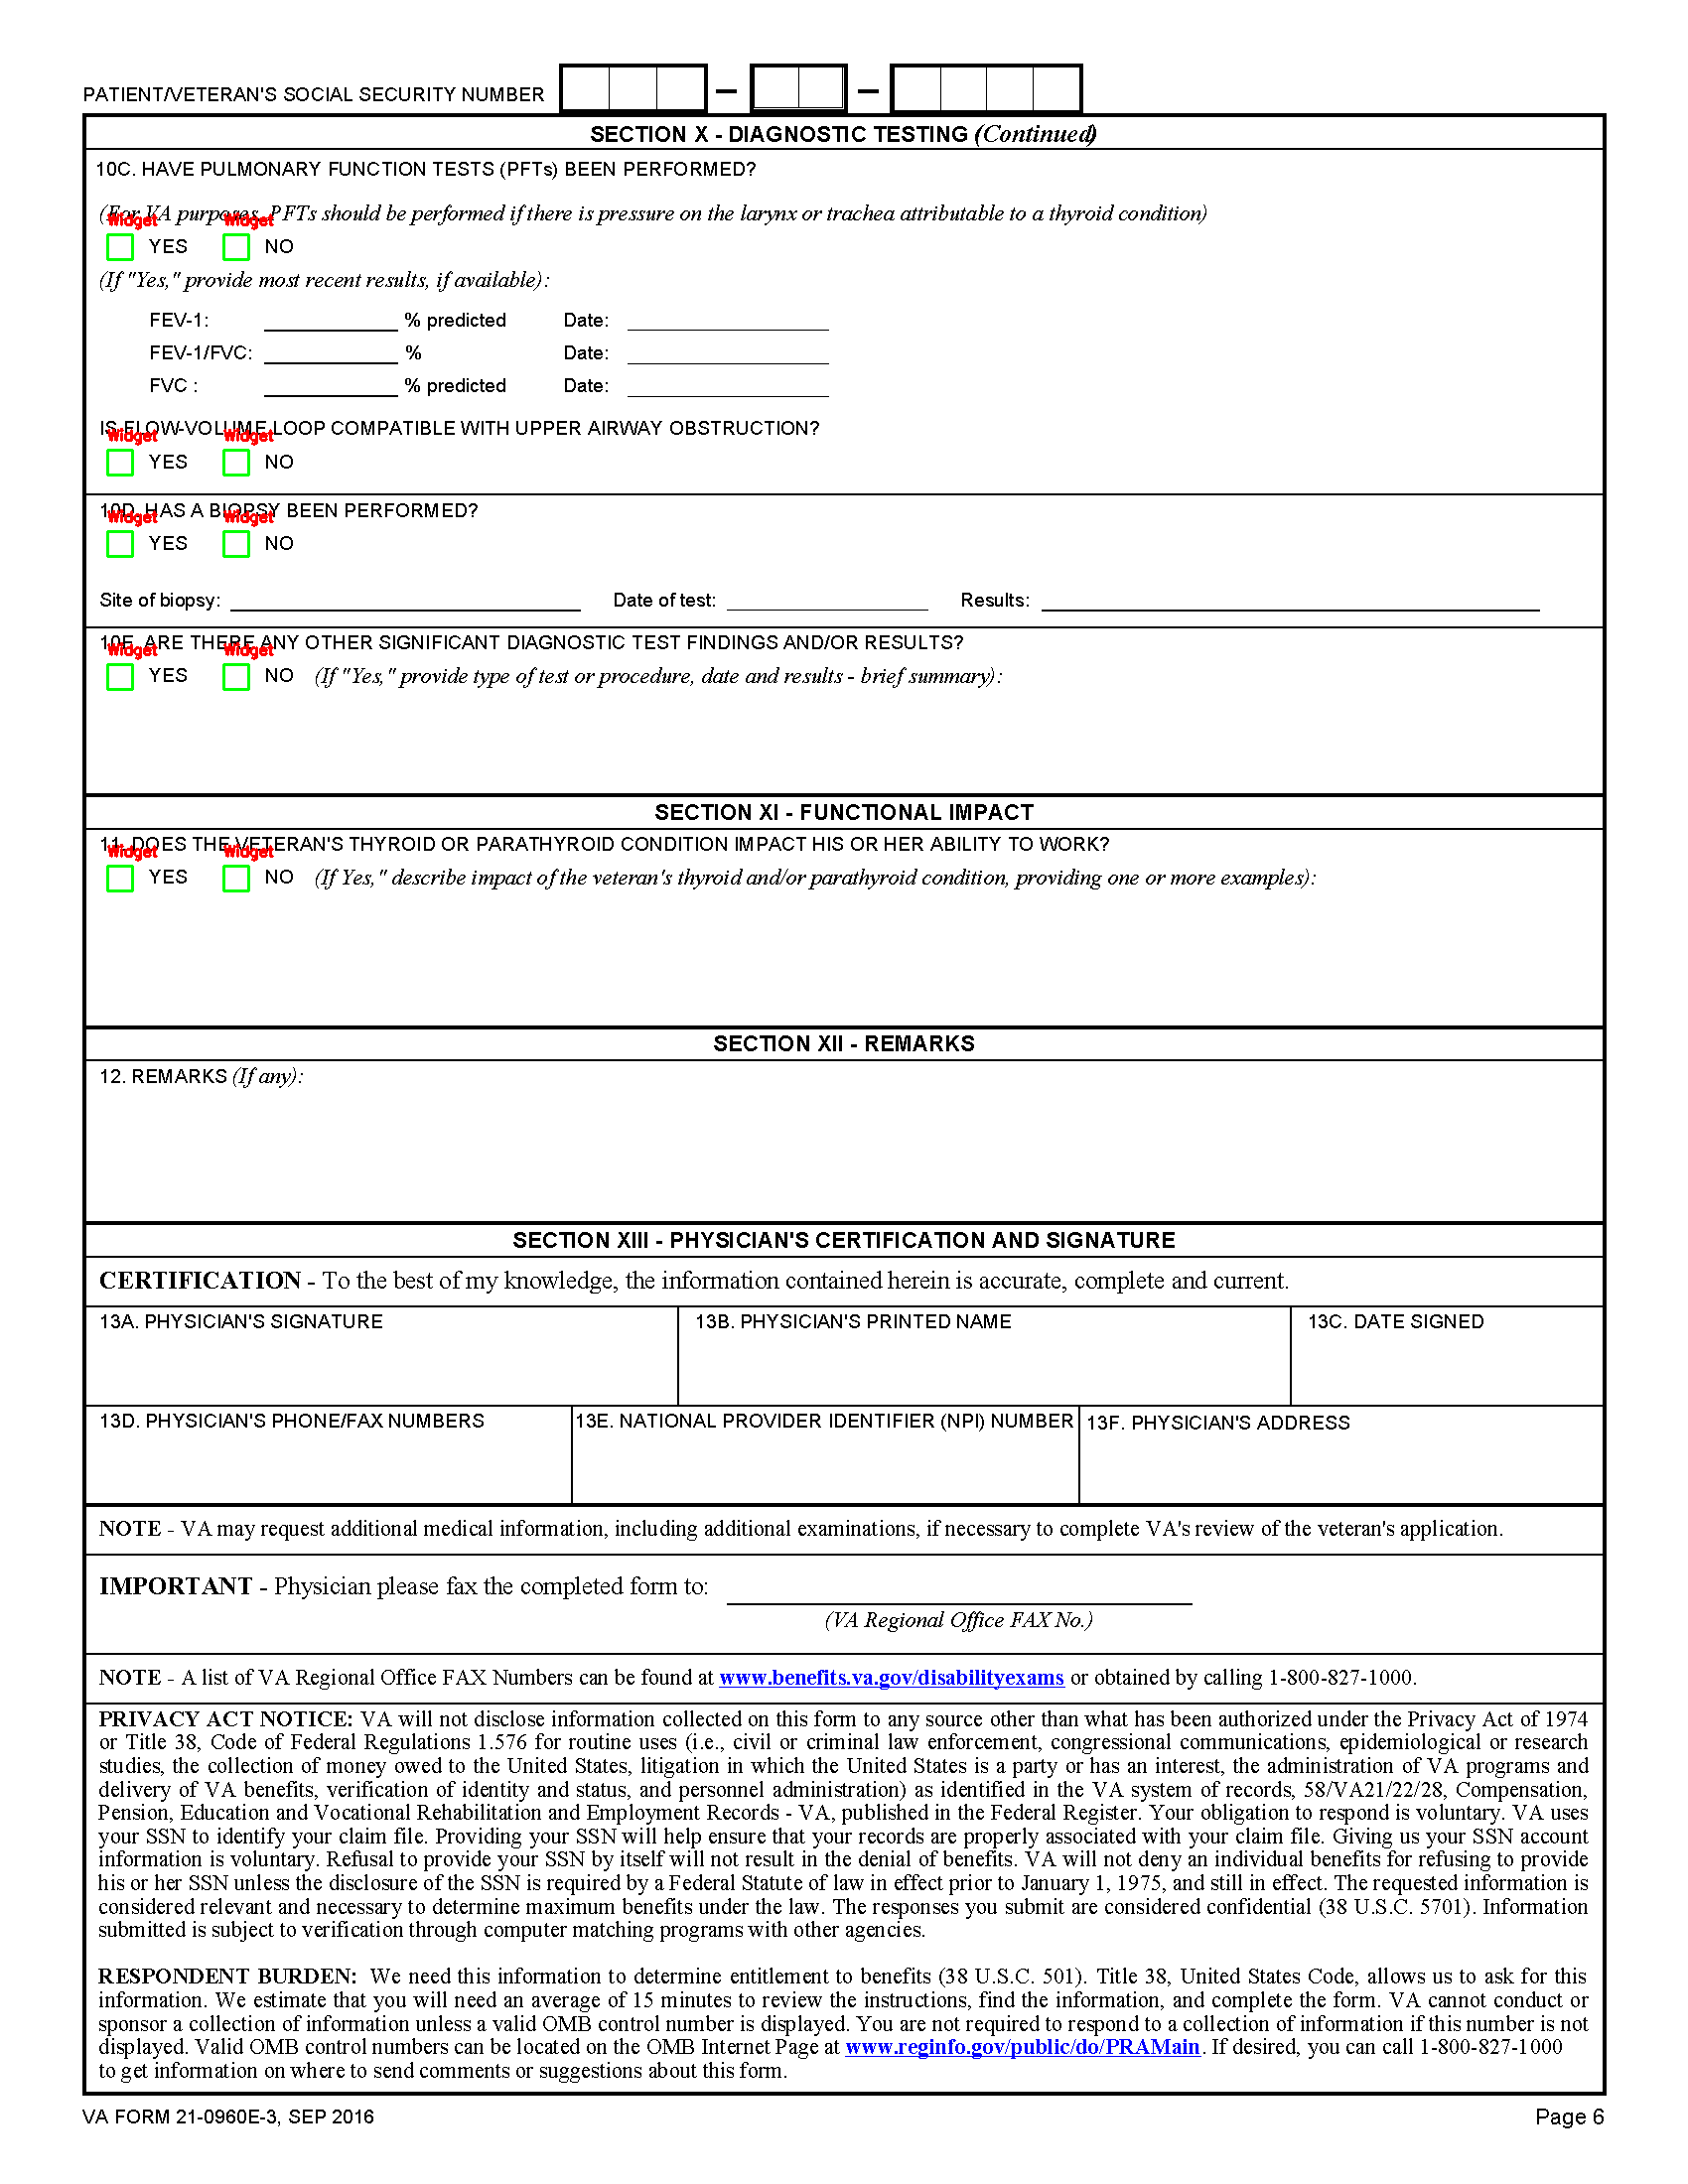 PATIENT/VETERAN'S SOCIAL SECURITY NUMBER
SECTION X - DIAGNOSTIC TESTING (Continued)
10C. HAVE PULMONARY FUNCTION TESTS (PFTs) BEEN PERFORMED?
(For VA purposes, PFTs should be performed if there is pressure on the larynx or trachea attributable to a thyroid condition)
Widget Widget
YES NO
(If "Yes," provide most recent results, if available):
FEV-1: % predicted Date:
FEV-1/FVC: % Date:
FVC : % predicted Date:
IS FLOW-VOLUME LOOP COMPATIBLE WITH UPPER AIRWAY OBSTRUCTION?
Widget Widget
YES NO
10D. HAS A BIOPSY BEEN PERFORMED?
Widget Widget
YES NO
Site of biopsy: Date of test: Results:
10E. ARE THERE ANY OTHER SIGNIFICANT DIAGNOSTIC TEST FINDINGS AND/OR RESULTS?
Widget Widget
YES NO (If "Yes," provide type of test or procedure, date and results - brief summary):
SECTION XI - FUNCTIONAL IMPACT
11. DOES THE VETERAN'S THYROID OR PARATHYROID CONDITION IMPACT HIS OR HER ABILITY TO WORK?
Widget Widget
YES NO (If Yes," describe impact of the veteran's thyroid and/or parathyroid condition, providing one or more examples):
SECTION XII - REMARKS
12. REMARKS (If any):
SECTION XIII - PHYSICIAN'S CERTIFICATION AND SIGNATURE
CERTIFICATION - To the best of my knowledge, the information contained herein is accurate, complete and current.
13A. PHYSICIAN'S SIGNATURE 13B. PHYSICIAN'S PRINTED NAME 13C. DATE SIGNED
13D. PHYSICIAN'S PHONE/FAX NUMBERS 13E. NATIONAL PROVIDER IDENTIFIER (NPI) NUMBER 13F. PHYSICIAN'S ADDRESS
NOTE - VA may request additional medical information, including additional examinations, if necessary to complete VA's review of the veteran's application.
IMPORTANT - Physician please fax the completed form to:
(VA Regional Office FAX No.)
NOTE - A list of VA Regional Office FAX Numbers can be found at www.benefits.va.gov/disabilityexams or obtained by calling 1-800-827-1000.
PRIVACY ACT NOTICE: VA will not disclose information collected on this form to any source other than what has been authorized under the Privacy Act of 1974
or Title 38, Code of Federal Regulations 1.576 for routine uses (i.e., civil or criminal law enforcement, congressional communications, epidemiological or research
studies, the collection of money owed to the United States, litigation in which the United States is a party or has an interest, the administration of VA programs and
delivery of VA benefits, verification of identity and status, and personnel administration) as identified in the VA system of records, 58/VA21/22/28, Compensation,
Pension, Education and Vocational Rehabilitation and Employment Records - VA, published in the Federal Register. Your obligation to respond is voluntary. VA uses
your SSN to identify your claim file. Providing your SSN will help ensure that your records are properly associated with your claim file. Giving us your SSN account
information is voluntary. Refusal to provide your SSN by itself will not result in the denial of benefits. VA will not deny an individual benefits for refusing to provide
his or her SSN unless the disclosure of the SSN is required by a Federal Statute of law in effect prior to January 1, 1975, and still in effect. The requested information is
considered relevant and necessary to determine maximum benefits under the law. The responses you submit are considered confidential (38 U.S.C. 5701). Information
submitted is subject to verification through computer matching programs with other agencies.
RESPONDENT BURDEN: We need this information to determine entitlement to benefits (38 U.S.C. 501). Title 38, United States Code, allows us to ask for this
information. We estimate that you will need an average of 15 minutes to review the instructions, find the information, and complete the form. VA cannot conduct or
sponsor a collection of information unless a valid OMB control number is displayed. You are not required to respond to a collection of information if this number is not
displayed. Valid OMB control numbers can be located on the OMB Internet Page at www.reginfo.gov/public/do/PRAMain. If desired, you can call 1-800-827-1000
to get information on where to send comments or suggestions about this form.
VA FORM 21-0960E-3, SEP 2016 Page 6